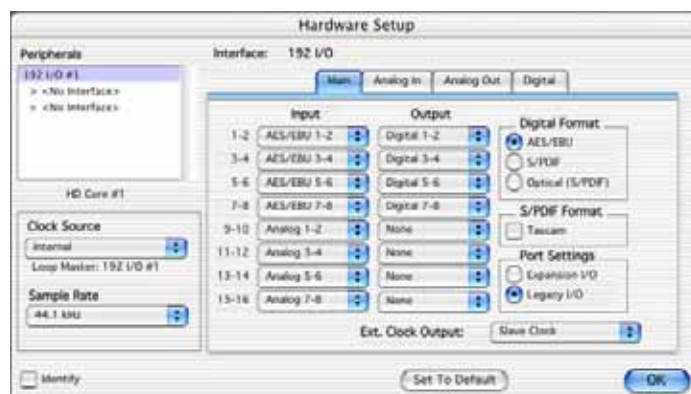 Hardware Setup
Peripherals
192 I/O #1
> <No Interface>
> <No Interface>
HD Core #1
Clock Source
Internal
Loop Master: 192 I/O #1
Sample Rate
44.1 kHz
Identify
Interface: 192 I/O
Main Analog In Analog Out Digital
Input Output
1-2 AES/EBU 1-2 Digital 1-2
3-4 AES/EBU 3-4 Digital 3-4
5-6 AES/EBU 5-6 Digital 5-6
7-8 AES/EBU 7-8 Digital 7-8
9-10 Analog 1-2 None
11-12 Analog 3-4 None
13-14 Analog 5-6 None
15-16 Analog 7-8 None
Digital Format
AES/EBU
S/PDIF
Optical (S/PDIF)
S/PDIF Format
Tascam
Port Settings
Expansion I/O
Legacy I/O
Ext. Clock Output: Slave Clock
Set To Default
OK